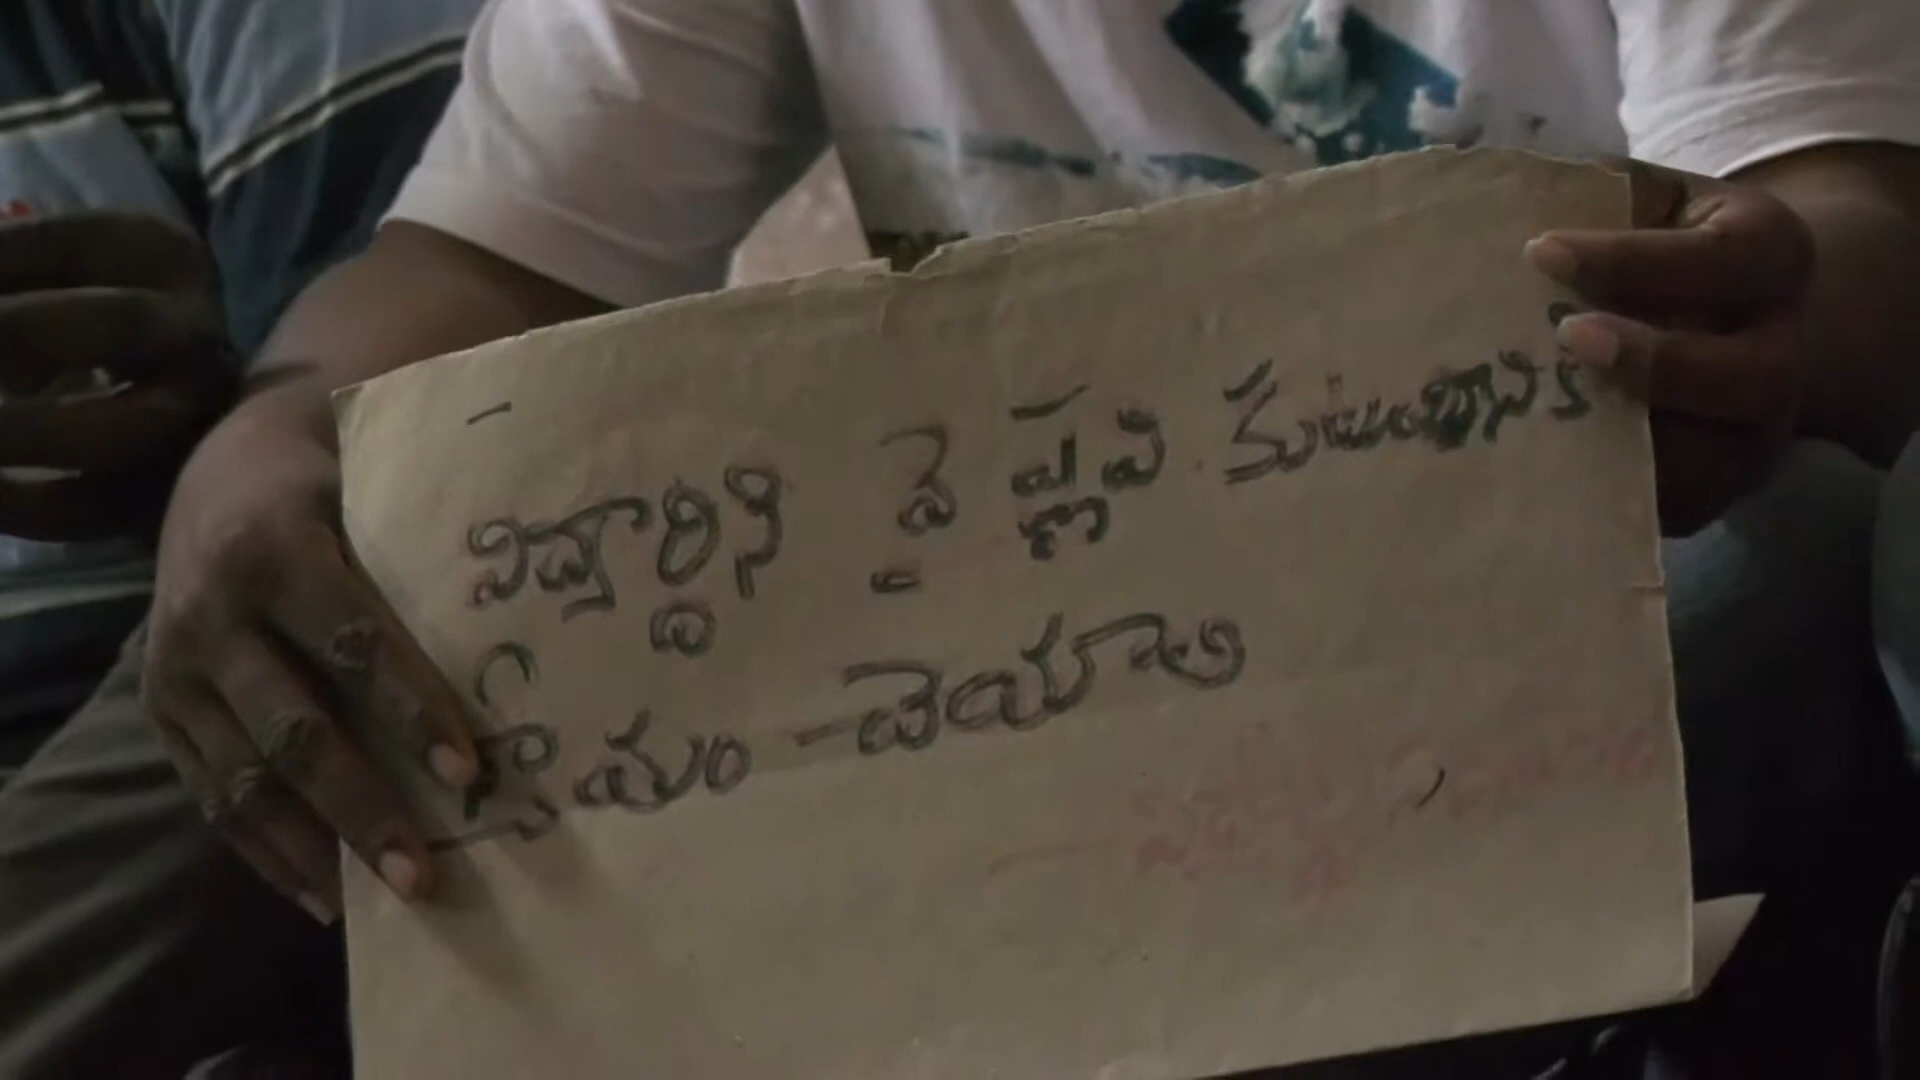 విద్యార్థిని వైష్ణవి కుటుంబానికి
న్యాయం చేయాలి